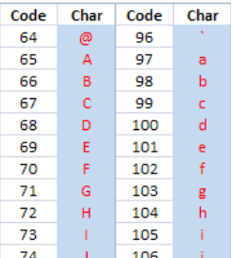 Code Char Code Char
64 @ 96 `
65 A 97 a
66 B 98 b
67 C 99 c
68 D 100 d
69 E 101 e
70 F 102 f
71 G 103 g
72 H 104 h
73 I 105 i
74 J 106 j